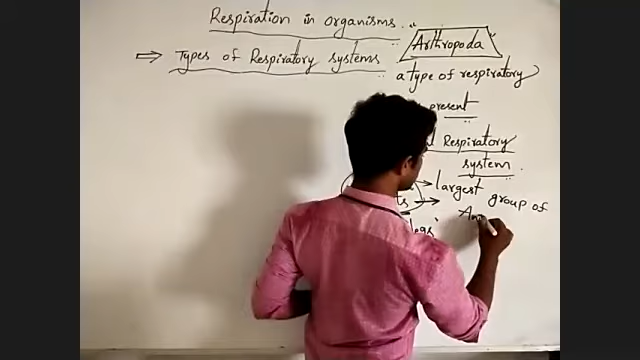 Respiration in organisms..
Arthropoda
⇒ Types of Respiratory systems
a type of respiratory
present
Respiratory
system.
→ largest
→ group of
legs